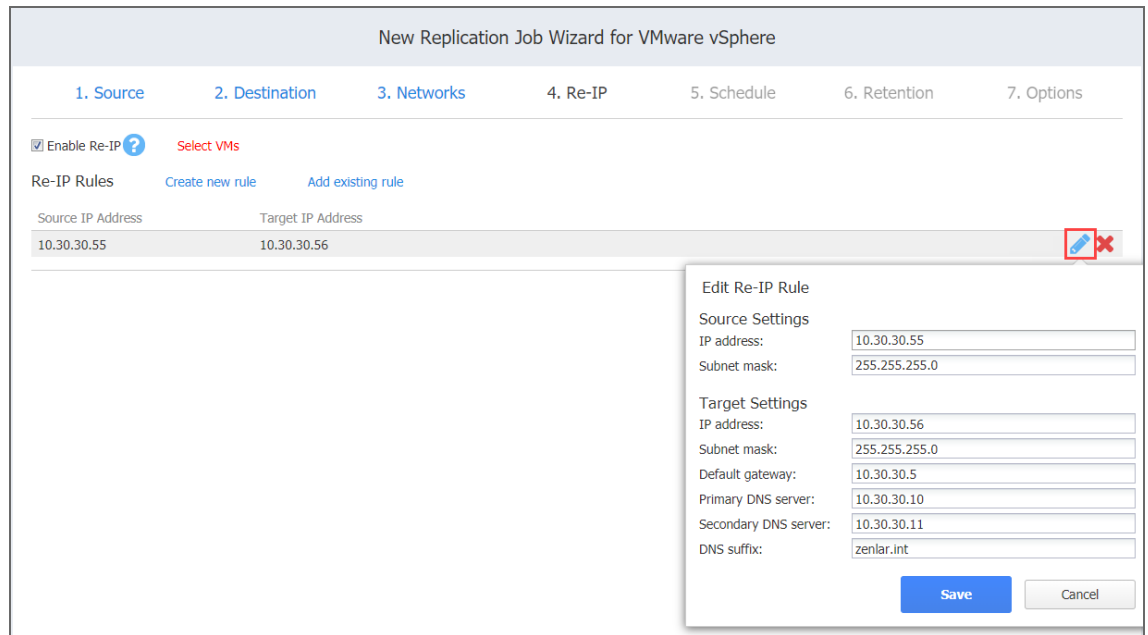 New Replication Job Wizard for VMware vSphere
1. Source 2. Destination 3. Networks 4. Re-IP 5. Schedule 6. Retention 7. Options
Enable Re-IP ? Select VMs
Re-IP Rules Create new rule Add existing rule
Source IP Address Target IP Address
10.30.30.55 10.30.30.56
Edit Re-IP Rule
Source Settings
IP address: 10.30.30.55
Subnet mask: 255.255.255.0
Target Settings
IP address: 10.30.30.56
Subnet mask: 255.255.255.0
Default gateway: 10.30.30.5
Primary DNS server: 10.30.30.10
Secondary DNS server: 10.30.30.11
DNS suffix: zenlar.int
Save Cancel